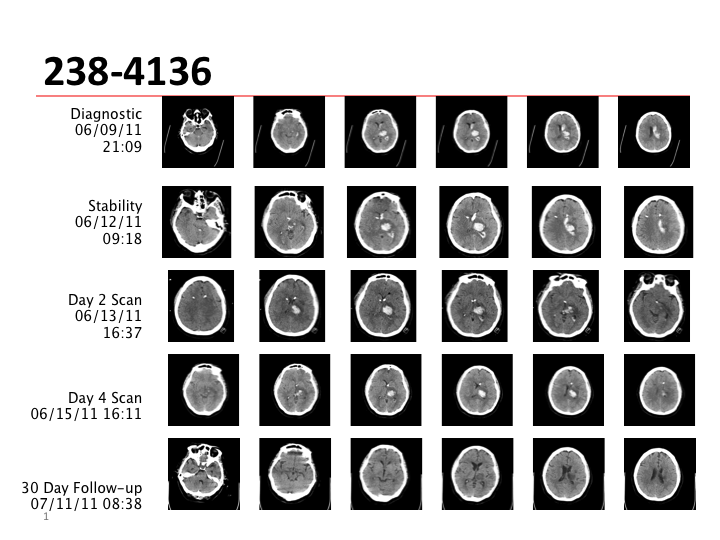 238-4136
Diagnostic
06/09/11
21:09
Stability
06/12/11
09:18
Day 2 Scan
06/13/11
16:37
Day 4 Scan
06/15/11 16:11
30 Day Follow-up
07/11/11 08:38
1